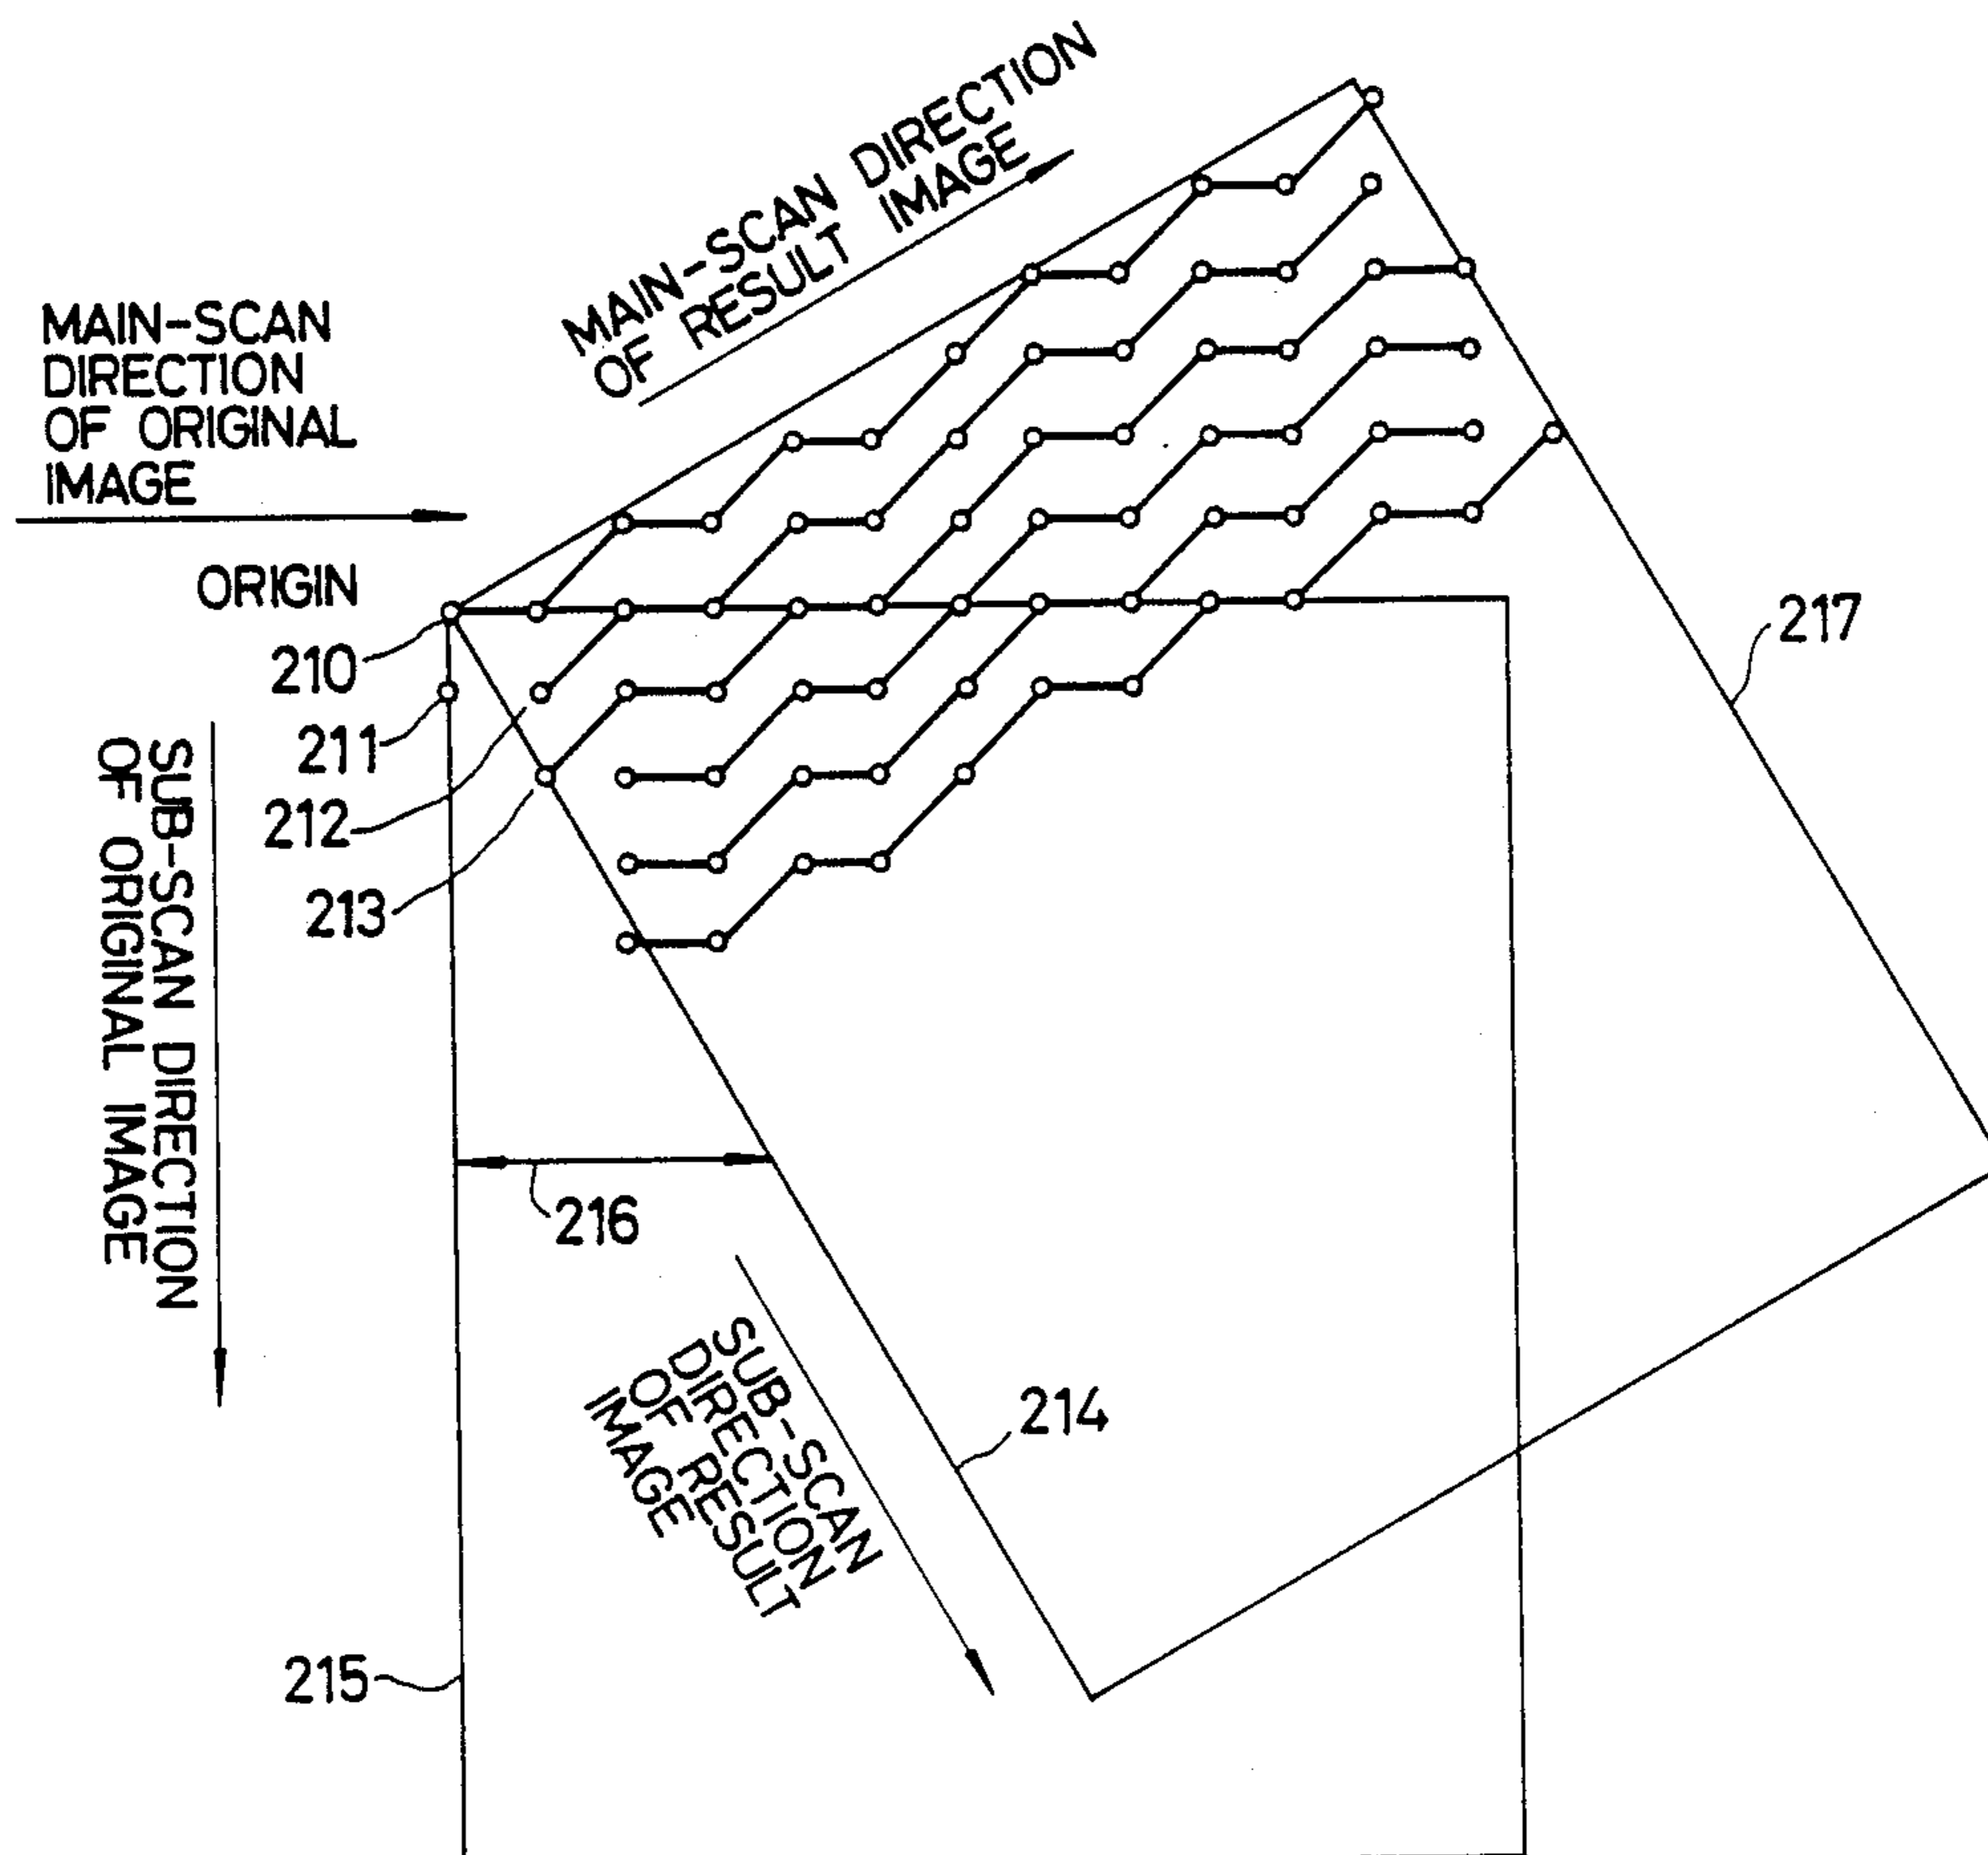 MAIN-SCAN DIRECTION
OF RESULT IMAGE
MAIN-SCAN
DIRECTION
OF ORIGINAL
IMAGE
ORIGIN
210
211
212
213
217
SUB-SCAN DIRECTION
OF ORIGINAL IMAGE
216
SUB-SCAN
DIRECTION
OF RESULT
IMAGE
214
215